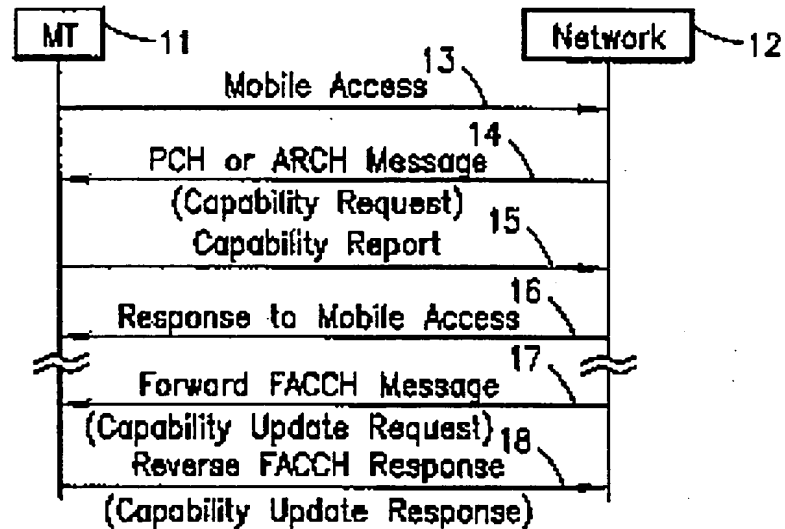 MT 11 Network 12
13
Mobile Access
14
PCH or ARCH Message
(Capability Request)
15
Capability Report
16
Response to Mobile Access
17
Forward FACCH Message
(Capability Update Request)
18
Reverse FACCH Response
(Capability Update Response)